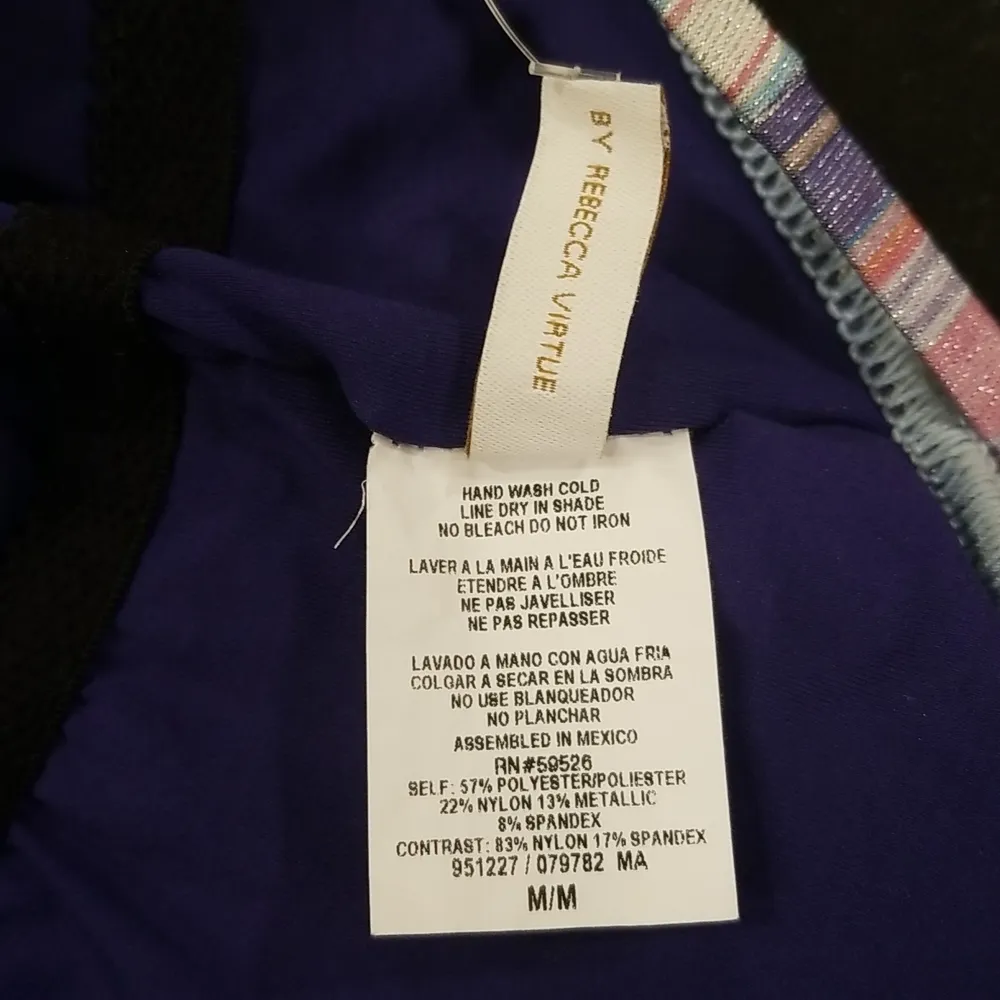 BY REBECCA VIRTUE
HAND WASH COLD
LINE DRY IN SHADE
NO BLEACH DO NOT IRON
LAVER A LA MAIN A L'EAU FROIDE
ETENDRE A L'OMBRE
NE PAS JAVELLISER
NE PAS REPASSER
LAVADO A MANO CON AGUA FRIA
COLGAR A SECAR EN LA SOMBRA
NO USE BLANQUEADOR
NO PLANCHAR
ASSEMBLED IN MEXICO
RN#59526
SELF: 57% POLYESTER/POLIESTER
22% NYLON 13% METALLIC
8% SPANDEX
CONTRAST: 83% NYLON 17% SPANDEX
951227 / 079782 MA
M/M